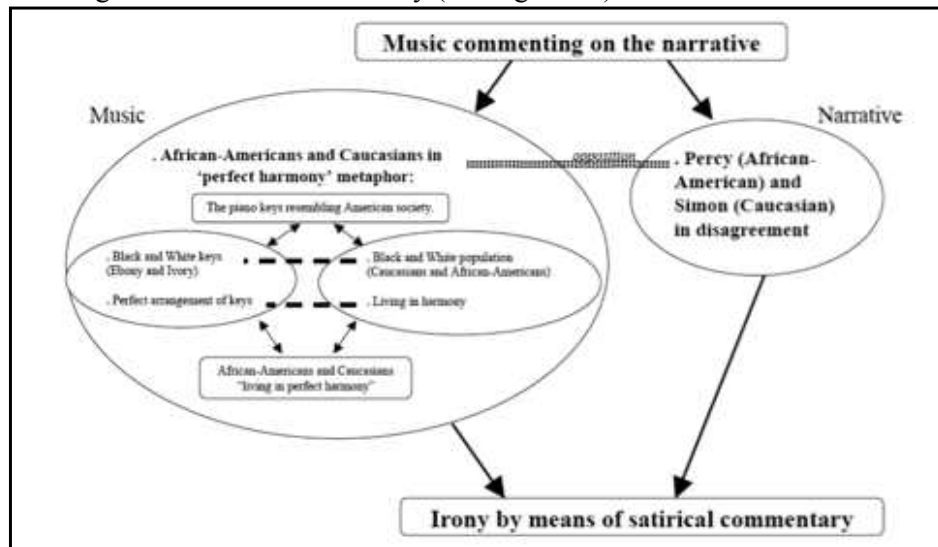 Music commenting on the narrative
Music
Narrative
. African-Americans and Caucasians in
'perfect harmony' metaphor:
opposition
. Percy (African-
American) and
Simon (Caucasian)
in disagreement
The piano keys resembling American society.
. Black and White keys
(Ebony and Ivory)
. Perfect arrangement of keys
. Black and White population
(Caucasians and African-Americans)
. Living in harmony
African-Americans and Caucasians
"living in perfect harmony"
Irony by means of satirical commentary